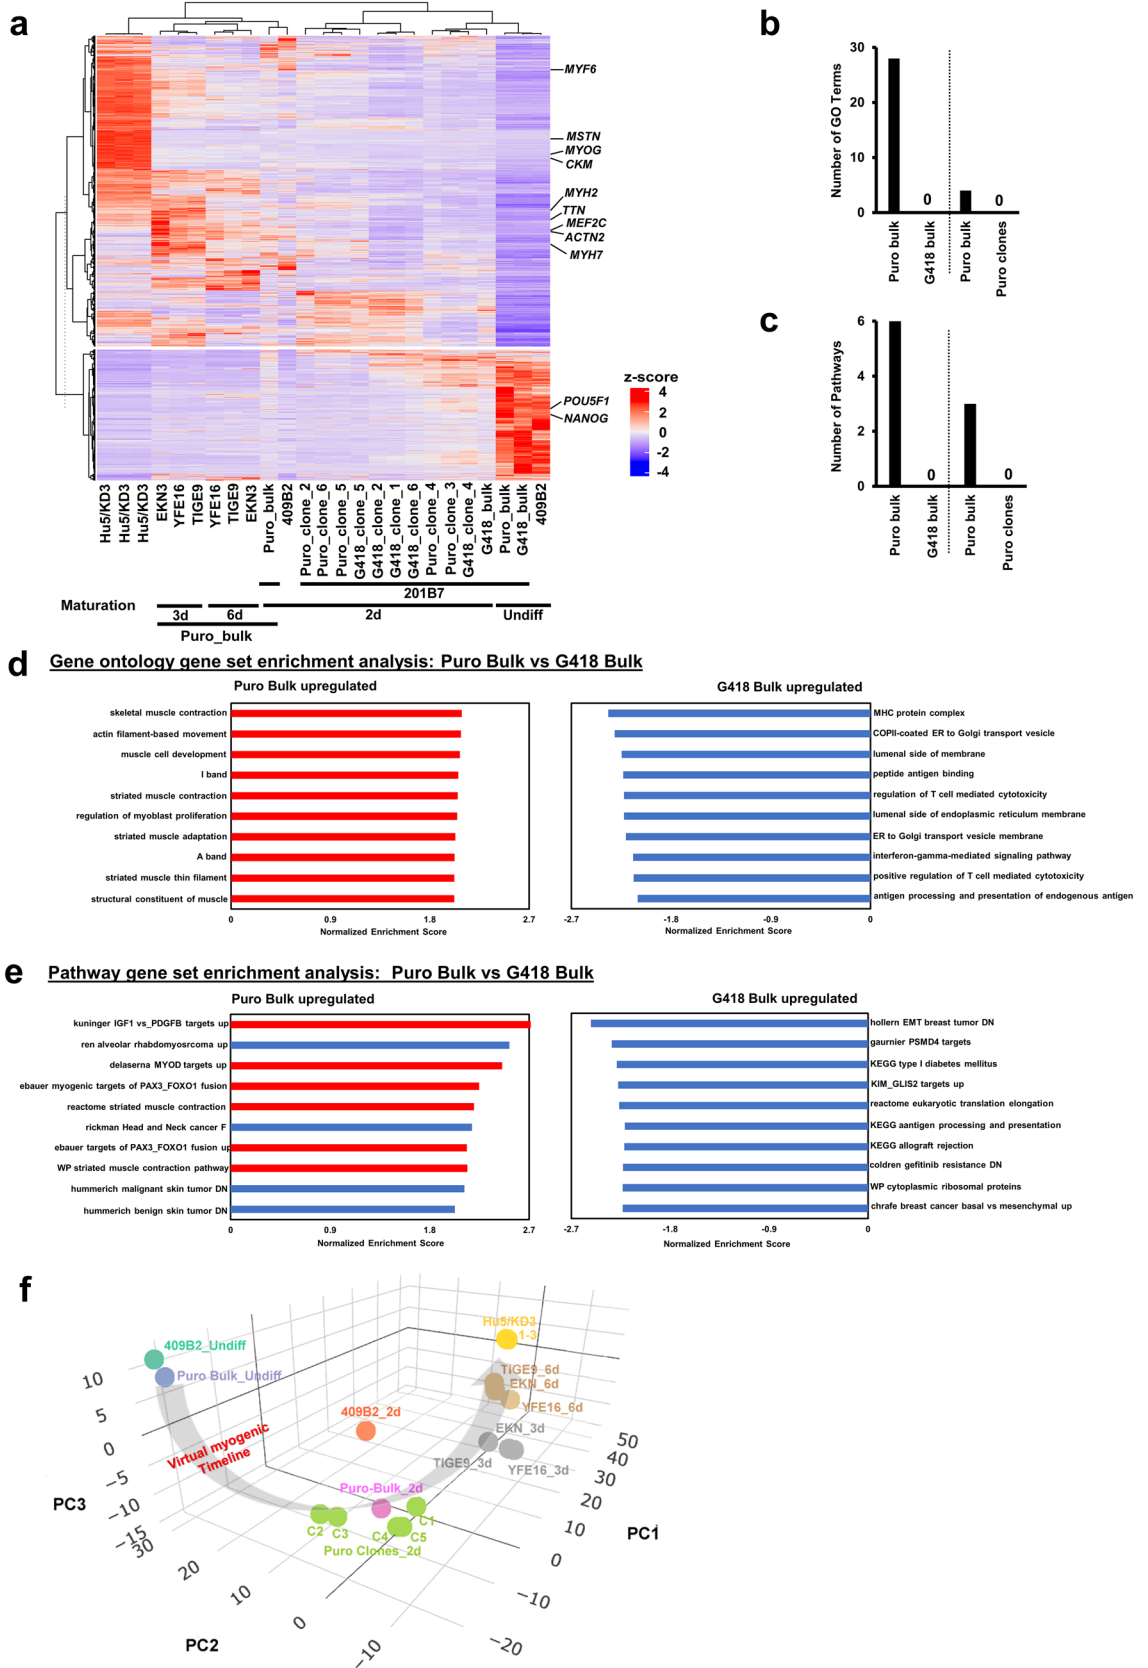 a
MYF6
MSTN
MYOG
CKM
MYH2
TTN
MEF2C
ACTN2
MYH7
POU5F1
NANOG
z-score
4
2
0
-2
-4
Hu5/KD3
Hu5/KD3
Hu5/KD3
EKN3
YFE16
TIGE9
YFE16
TIGE9
EKN3
Puro_bulk
409B2
Puro_clone_2
Puro_clone_6
Puro_clone_5
G418_clone_5
G418_clone_2
G418_clone_1
G418_clone_6
Puro_clone_4
Puro_clone_3
G418_clone_4
G418_bulk
Puro_bulk
G418_bulk
409B2
201B7
Maturation
3d
6d
2d
Undiff
Puro_bulk
b
Number of GO Terms
30
20
10
0
0
0
Puro bulk
G418 bulk
Puro bulk
Puro clones
c
Number of Pathways
6
4
2
0
0
0
Puro bulk
G418 bulk
Puro bulk
Puro clones
d
Gene ontology gene set enrichment analysis: Puro Bulk vs G418 Bulk
Puro Bulk upregulated
skeletal muscle contraction
actin filament-based movement
muscle cell development
I band
striated muscle contraction
regulation of myoblast proliferation
striated muscle adaptation
A band
striated muscle thin filament
structural constituent of muscle
0
0.9
1.8
2.7
Normalized Enrichment Score
G418 Bulk upregulated
MHC protein complex
COPII-coated ER to Golgi transport vesicle
lumenal side of membrane
peptide antigen binding
regulation of T cell mediated cytotoxicity
lumenal side of endoplasmic reticulum membrane
ER to Golgi transport vesicle membrane
interferon-gamma-mediated signaling pathway
positive regulation of T cell mediated cytotoxicity
antigen processing and presentation of endogenous antigen
-2.7
-1.8
-0.9
0
Normalized Enrichment Score
e
Pathway gene set enrichment analysis: Puro Bulk vs G418 Bulk
Puro Bulk upregulated
kuninger IGF1 vs_PDGFB targets up
ren alveolar rhabdomyosrcoma up
delaserna MYOD targets up
ebauer myogenic targets of PAX3_FOXO1 fusion
reactome striated muscle contraction
rickman Head and Neck cancer F
ebauer targets of PAX3_FOXO1 fusion up
WP striated muscle contraction pathway
hummerich malignant skin tumor DN
hummerich benign skin tumor DN
0
0.9
1.8
2.7
Normalized Enrichment Score
G418 Bulk upregulated
hollern EMT breast tumor DN
gaurnier PSMD4 targets
KEGG type I diabetes mellitus
KIM_GLIS2 targets up
reactome eukaryotic translation elongation
KEGG aantigen processing and presentation
KEGG allograft rejection
coldren gefitinib resistance DN
WP cytoplasmic ribosomal proteins
chrafe breast cancer basal vs mesenchymal up
-2.7
-1.8
-0.9
0
Normalized Enrichment Score
f
409B2_Undiff
Puro Bulk_Undiff
Virtual myogenic
Timeline
409B2_2d
Puro-Bulk_2d
C2
C3
C4
C5
C1
Puro Clones_2d
Hu5/KD3
1-3
TiGE9_6d
EKN_6d
YFE16_6d
EKN_3d
TiGE9_3d
YFE16_3d
PC3
10
5
0
−5
−10
−15
PC2
30
20
10
0
−10
PC1
50
40
30
20
10
0
−10
−20